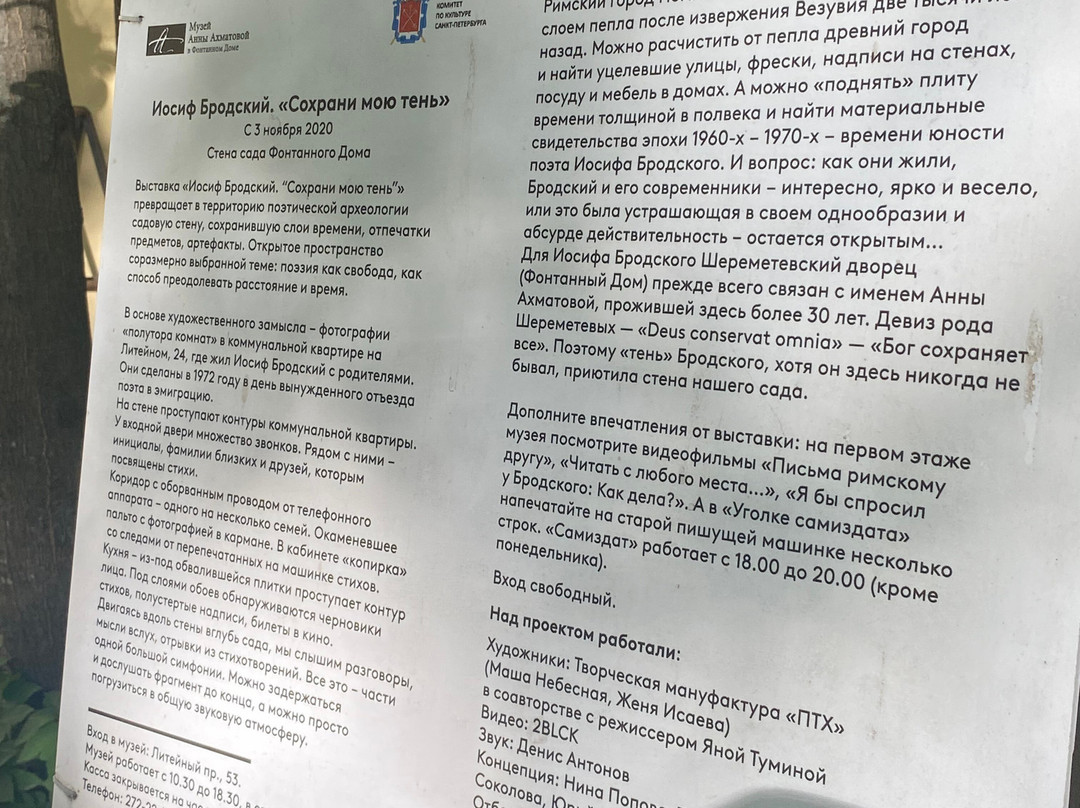 Музей
Анны Ахматовой
в Фонтанном Доме
КОМИТЕТ
ПО КУЛЬТУРЕ
САНКТ-ПЕТЕРБУРГА
Иосиф Бродский. «Сохрани мою тень»
С 3 ноября 2020
Стена сада Фонтанного Дома
Выставка «Иосиф Бродский. “Сохрани мою тень”»
превращает в территорию поэтической археологии
садовую стену, сохранившую слои времени, отпечатки
предметов, артефакты. Открытое пространство
соразмерно выбранной теме: поэзия как свобода, как
способ преодолевать расстояние и время.
В основе художественного замысла – фотографии
«полутора комнат» в коммунальной квартире на
Литейном, 24, где жил Иосиф Бродский с родителями.
Они сделаны в 1972 году в день вынужденного отъезда
поэта в эмиграцию.
На стене проступают контуры коммунальной квартиры.
У входной двери множество звонков. Рядом с ними –
инициалы, фамилии близких и друзей, которым
посвящены стихи.
Коридор с оборванным проводом от телефонного
аппарата – одного на несколько семей. Окаменевшее
пальто с фотографией в кармане. В кабинете «копирка»
со следами от перепечатанных на машинке стихов.
Кухня – из-под обвалившейся плитки проступает контур
лица. Под слоями обоев обнаруживаются черновики
стихов, полустертые надписи, билеты в кино.
Двигаясь вдоль стены вглубь сада, мы слышим разговоры,
мысли вслух, отрывки из стихотворений. Все это – части
одной большой симфонии. Можно задержаться
и дослушать фрагмент до конца, а можно просто
погрузиться в общую звуковую атмосферу.
Вход в музей: Литейный пр., 53.
Музей работает с 10.30 до 18.30, в
Касса закрывается на
Телефон: 272-
Римский город
слоем пепла после извержения Везувия две
назад. Можно расчистить от пепла древний город
и найти уцелевшие улицы, фрески, надписи на стенах,
посуду и мебель в домах. А можно «поднять» плиту
времени толщиной в полвека и найти материальные
свидетельства эпохи 1960-х – 1970-х – времени юности
поэта Иосифа Бродского. И вопрос: как они жили,
Бродский и его современники – интересно, ярко и весело,
или это была устрашающая в своем однообразии и
абсурде действительность – остается открытым...
Для Иосифа Бродского Шереметевский дворец
(Фонтанный Дом) прежде всего связан с именем Анны
Ахматовой, прожившей здесь более 30 лет. Девиз рода
Шереметевых — «Deus conservat omnia» — «Бог сохраняет
все». Поэтому «тень» Бродского, хотя он здесь никогда не
бывал, приютила стена нашего сада.
Дополните впечатления от выставки: на первом этаже
музея посмотрите видеофильмы «Письма римскому
другу», «Читать с любого места...», «Я бы спросил
у Бродского: Как дела?». А в «Уголке самиздата»
напечатайте на старой пишущей машинке несколько
строк. «Самиздат» работает с 18.00 до 20.00 (кроме
понедельника).
Вход свободный.
Над проектом работали:
Художники: Творческая мануфактура «ПТХ»
(Маша Небесная, Женя Исаева)
в соавторстве с режиссером Яной Туминой
Видео: 2BLCK
Звук: Денис Антонов
Концепция: Нина
Соколова,